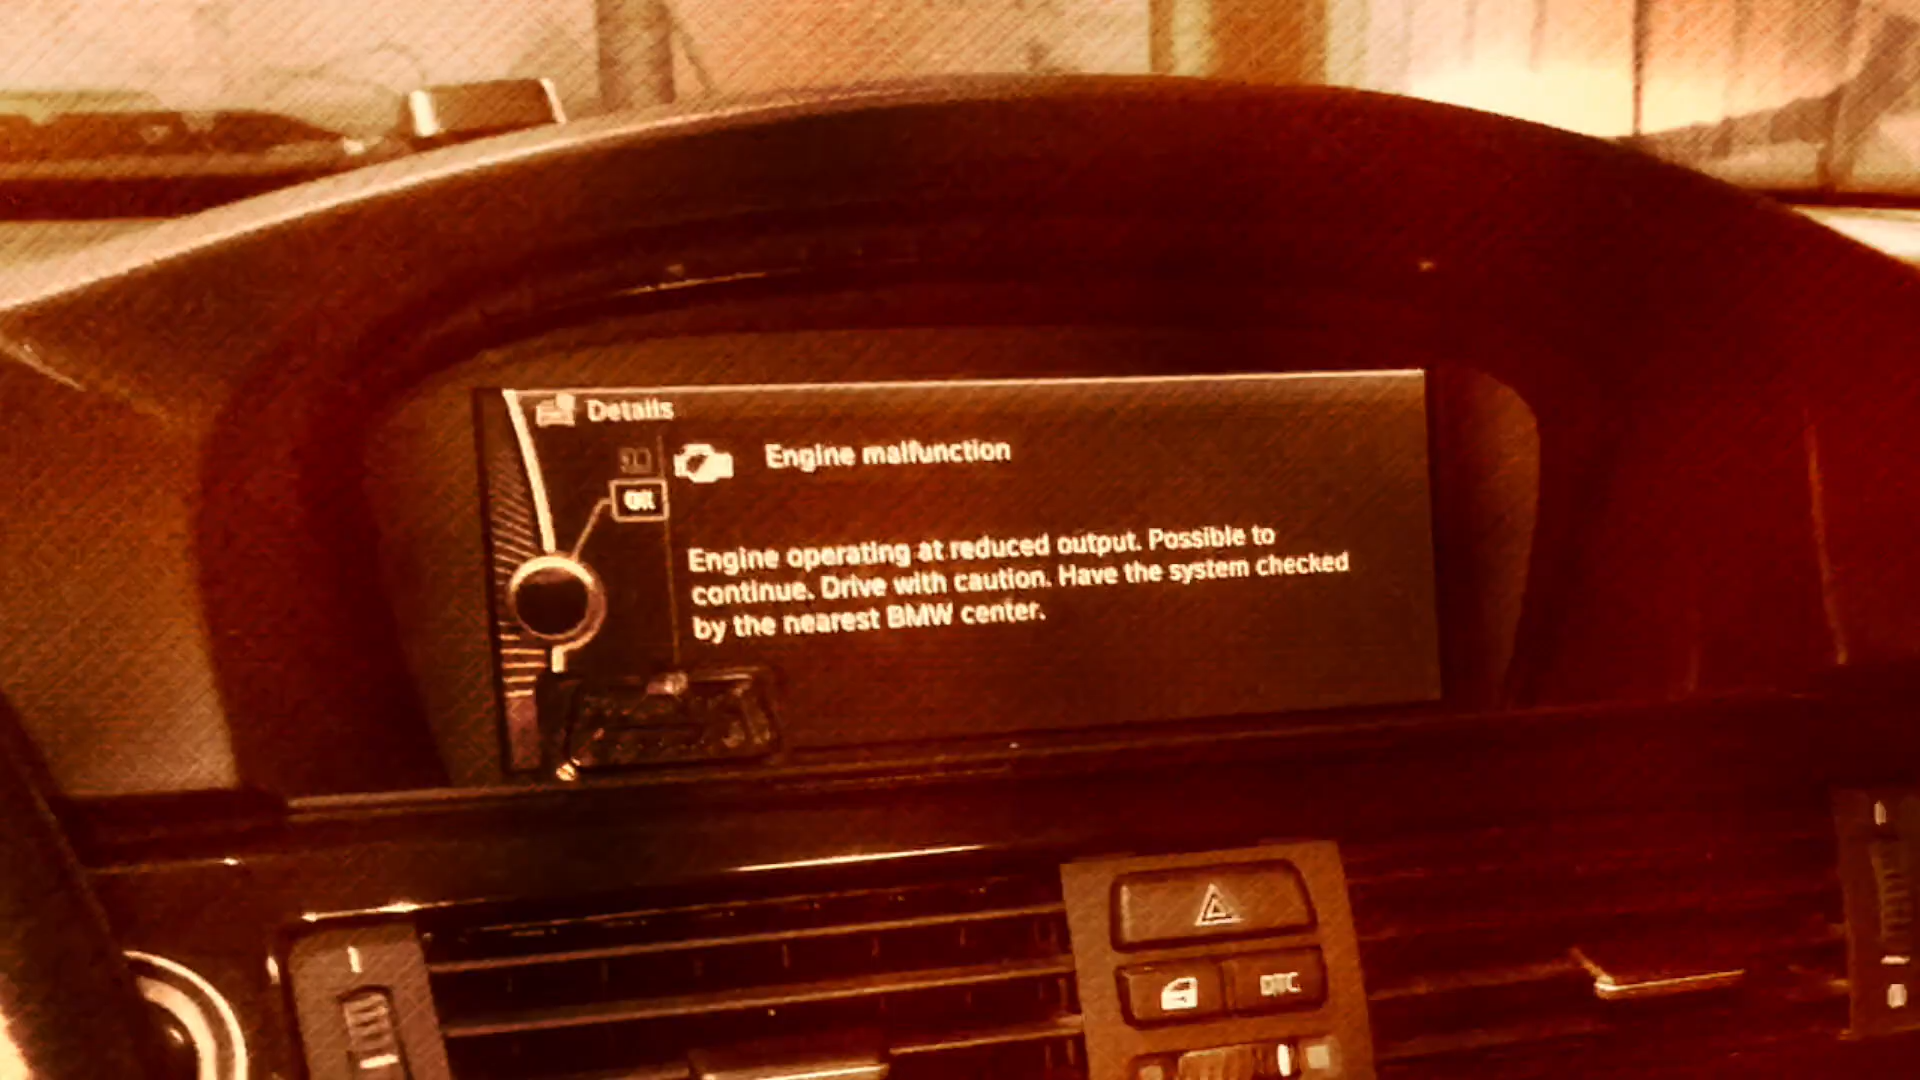 Details
Engine malfunction
OK
Engine operating at reduced output. Possible to
continue. Drive with caution. Have the system checked
by the nearest BMW center.
DTC